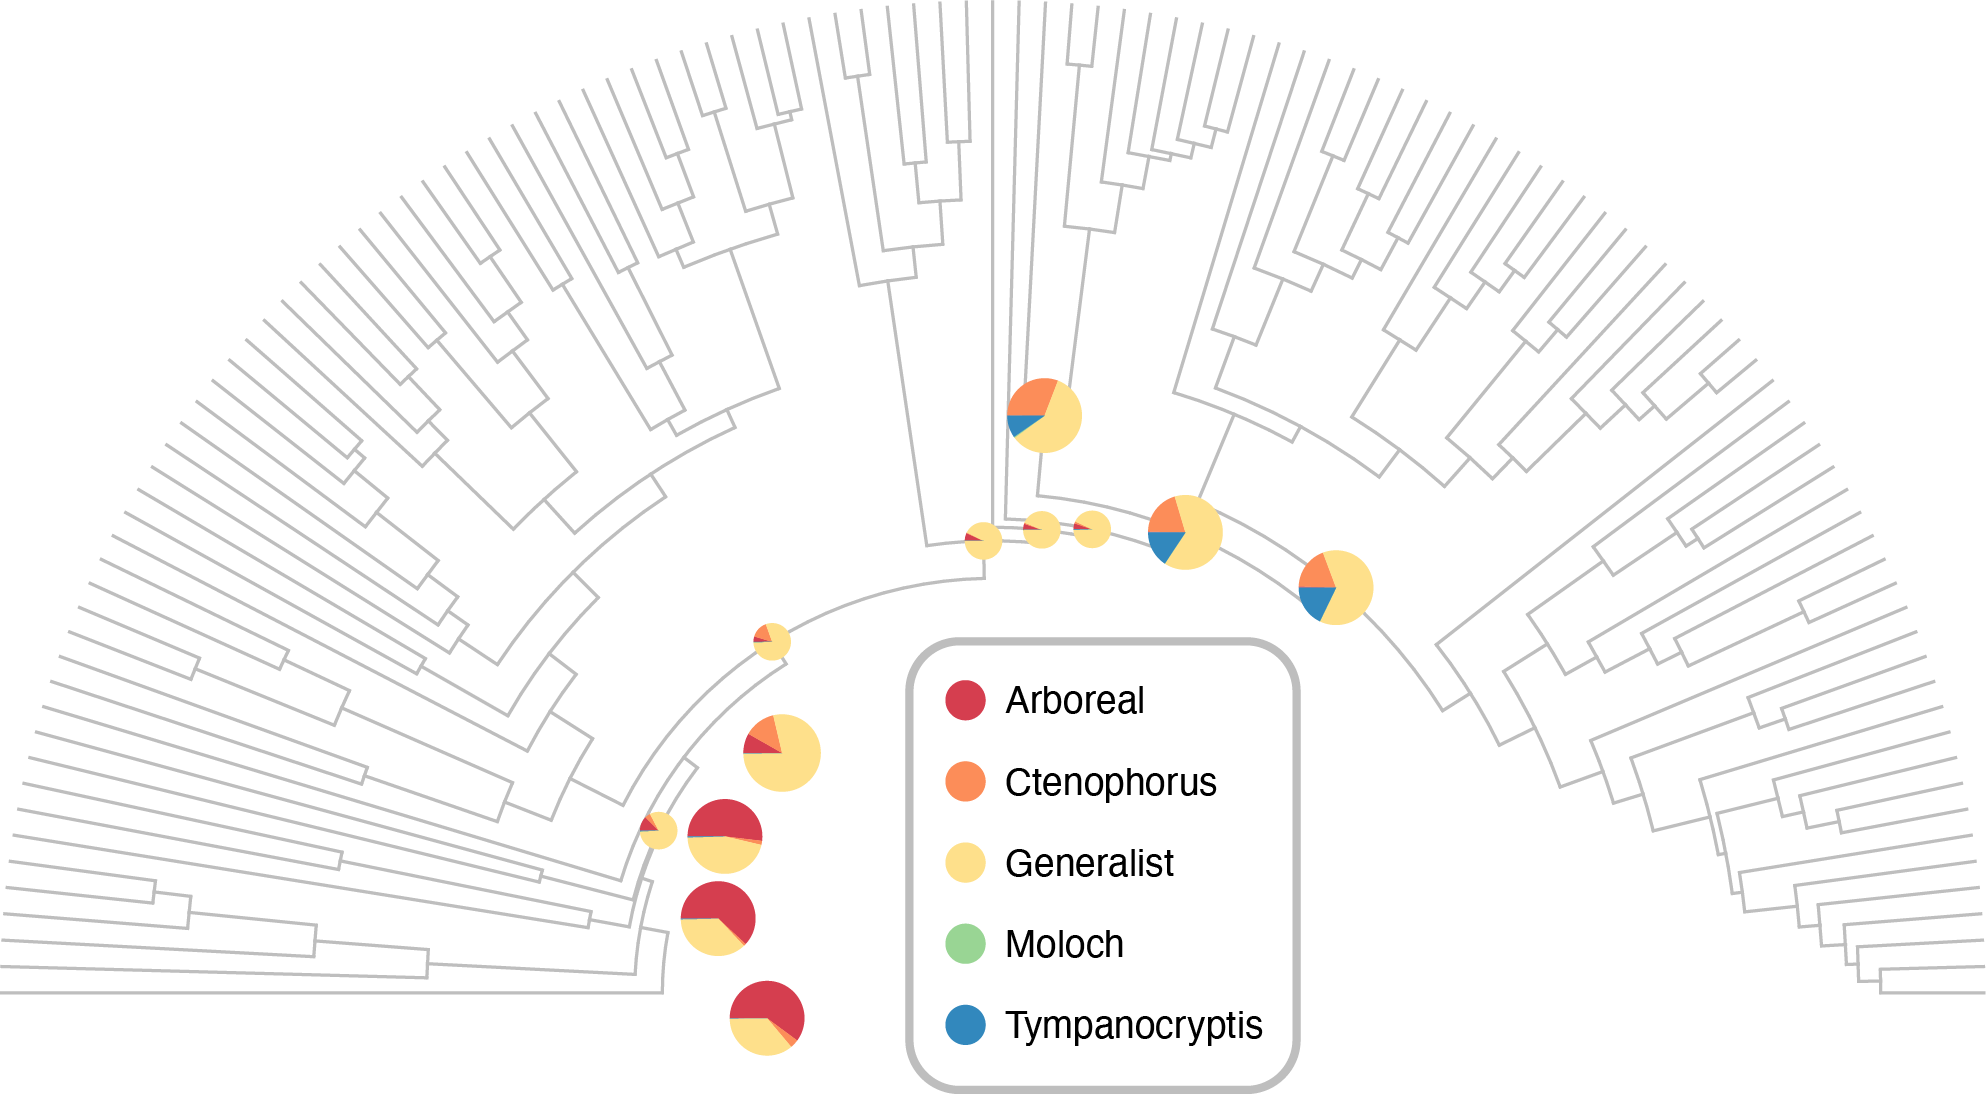 Arboreal
Ctenophorus
Generalist
Moloch
Tympanocryptis